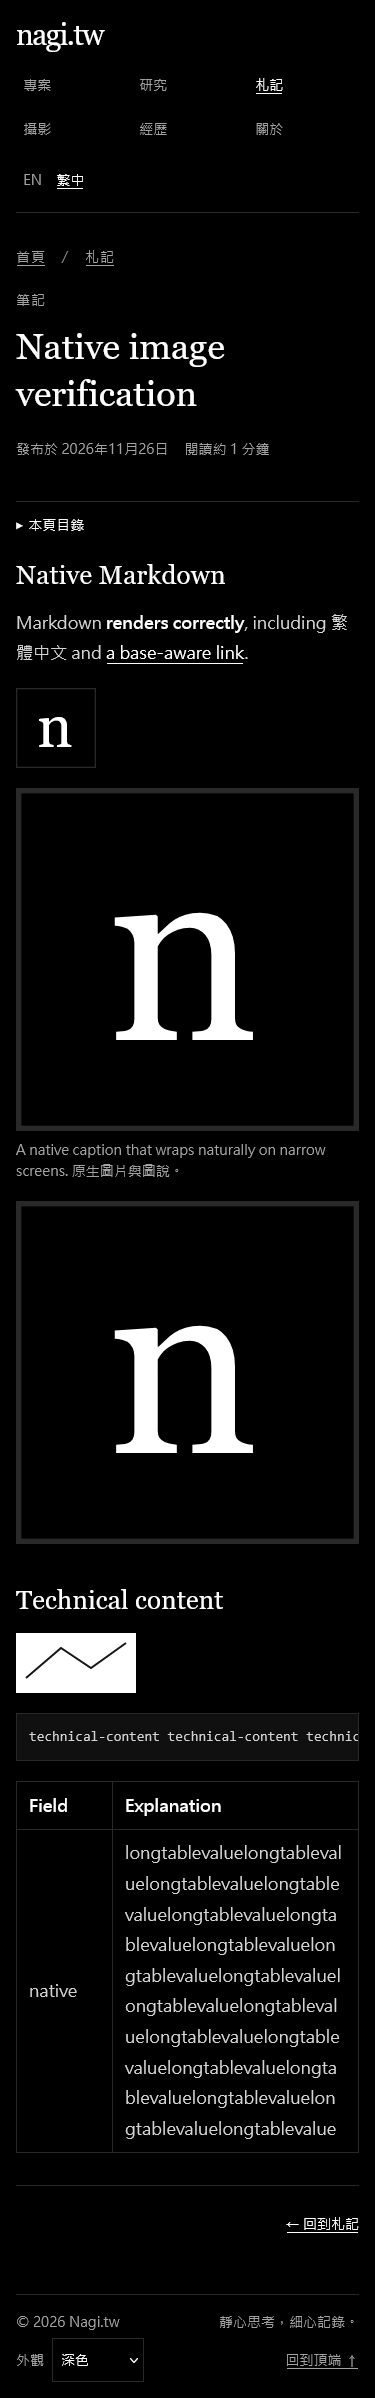 nagi.tw
專案 研究 札記
攝影 經歷 關於
EN 繁中
首頁 / 札記
筆記
Native image
verification
發布於 2026年11月26日 閱讀約 1 分鐘
▸ 本頁目錄
Native Markdown
Markdown renders correctly, including 繁
體中文 and a base-aware link.
n
n
A native caption that wraps naturally on narrow
screens. 原生圖片與圖說。
n
Technical content
technical-content technical-content technic
Field Explanation
native
longtablevaluelongtableval
uelongtablevaluelongtable
valuelongtablevaluelongta
blevaluelongtablevaluelon
gtablevaluelongtablevaluel
ongtablevaluelongtableval
uelongtablevaluelongtable
valuelongtablevaluelongta
blevaluelongtablevaluelon
gtablevaluelongtablevalue
← 回到札記
© 2026 Nagi.tw 靜心思考，細心記錄。
外觀 深色 回到頂端 ↑